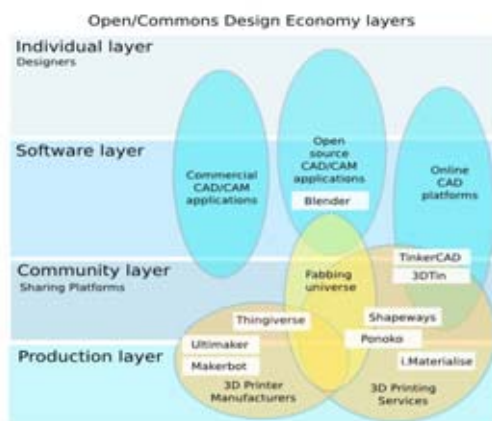 Open/Commons Design Economy layers
Individual layer
Designers
Software layer
Commercial
CAD/CAM
applications
Open
source
CAD/CAM
applications
Blender
Online
CAD
platforms
Community layer
Sharing Platforms
Fabbing
universe
TinkerCAD
3DTin
Thingiverse
Shapeways
Ponoko
i.Materialise
Production layer
Ultimaker
Makerbot
3D Printer
Manufacturers
3D Printing
Services